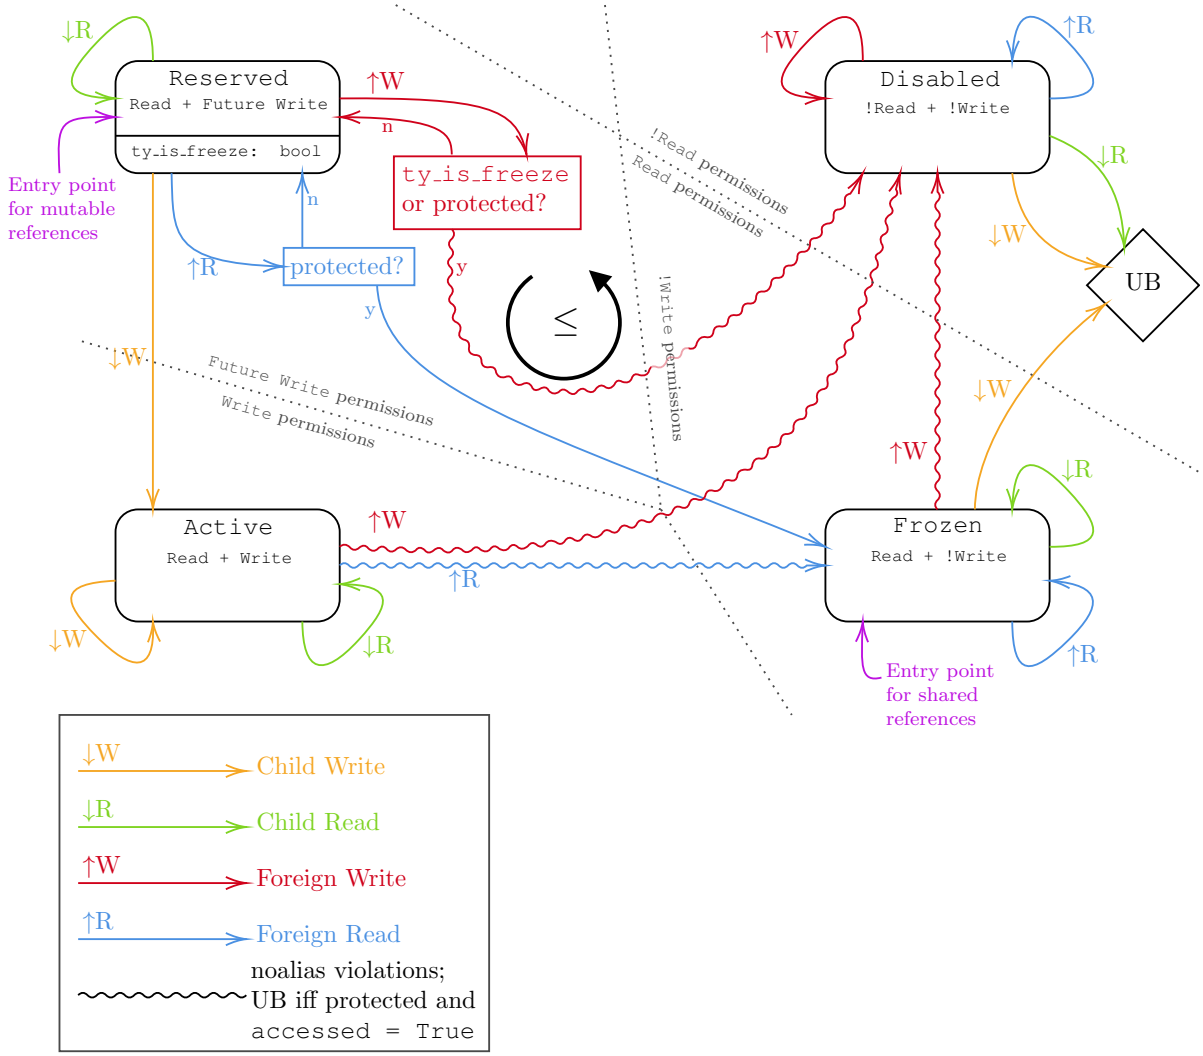 ↓R
Reserved
Read + Future Write
ty_is_freeze: bool
Entry point
for mutable
references
↑W
n
ty_is_freeze
or protected?
n
↑R
protected?
y
y
≤
↑W
Disabled
!Read + !Write
↑R
↓R
↓W
UB
!Read permissions
Read permissions
!Write permissions
↓W
Future Write permissions
Write permissions
↓W
↑W
↓R
Active
Read + Write
↑W
↑R
Frozen
Read + !Write
↓W
↓R
↑R
Entry point
for shared
references
↓W
Child Write
↓R
Child Read
↑W
Foreign Write
↑R
Foreign Read
noalias violations;
UB iff protected and
accessed = True